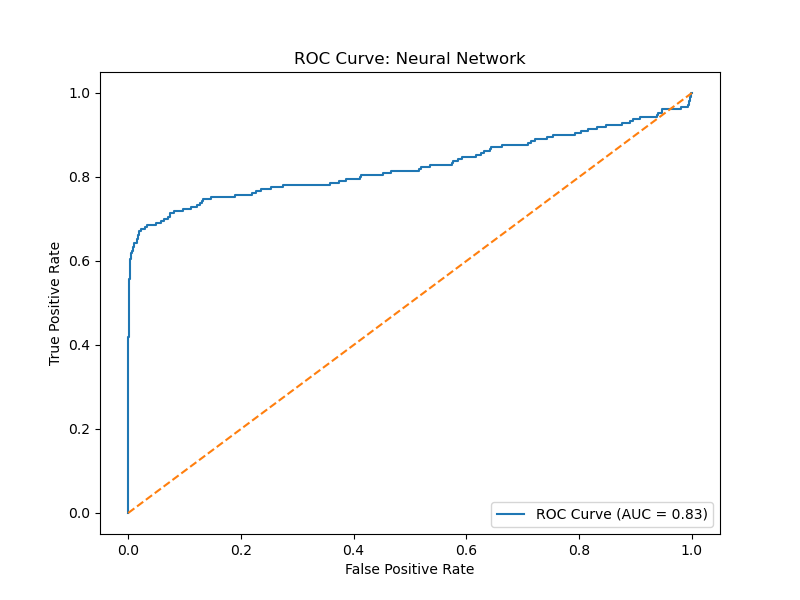 ROC Curve: Neural Network
1.0
0.8
0.6
0.4
0.2
0.0
True Positive Rate
ROC Curve (AUC = 0.83)
0.0 0.2 0.4 0.6 0.8 1.0
False Positive Rate